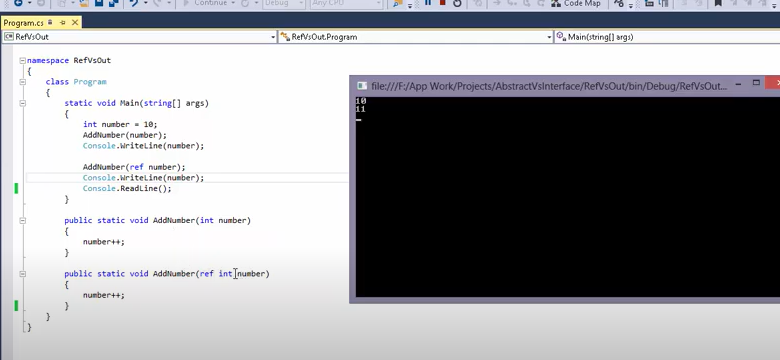 Continue
Debug
Any CPU
Code Map
Program.cs
RefVsOut
RefVsOut.Program
Main(string[] args)
namespace RefVsOut
{
class Program
{
static void Main(string[] args)
{
int number = 10;
AddNumber(number);
Console.WriteLine(number);
AddNumber(ref number);
Console.WriteLine(number);
Console.ReadLine();
}
public static void AddNumber(int number)
{
number++;
}
public static void AddNumber(ref int number)
{
number++;
}
}
}
file:///F:/App Work/Projects/AbstractVsInterface/RefVsOut/bin/Debug/RefVsOut...
10
11